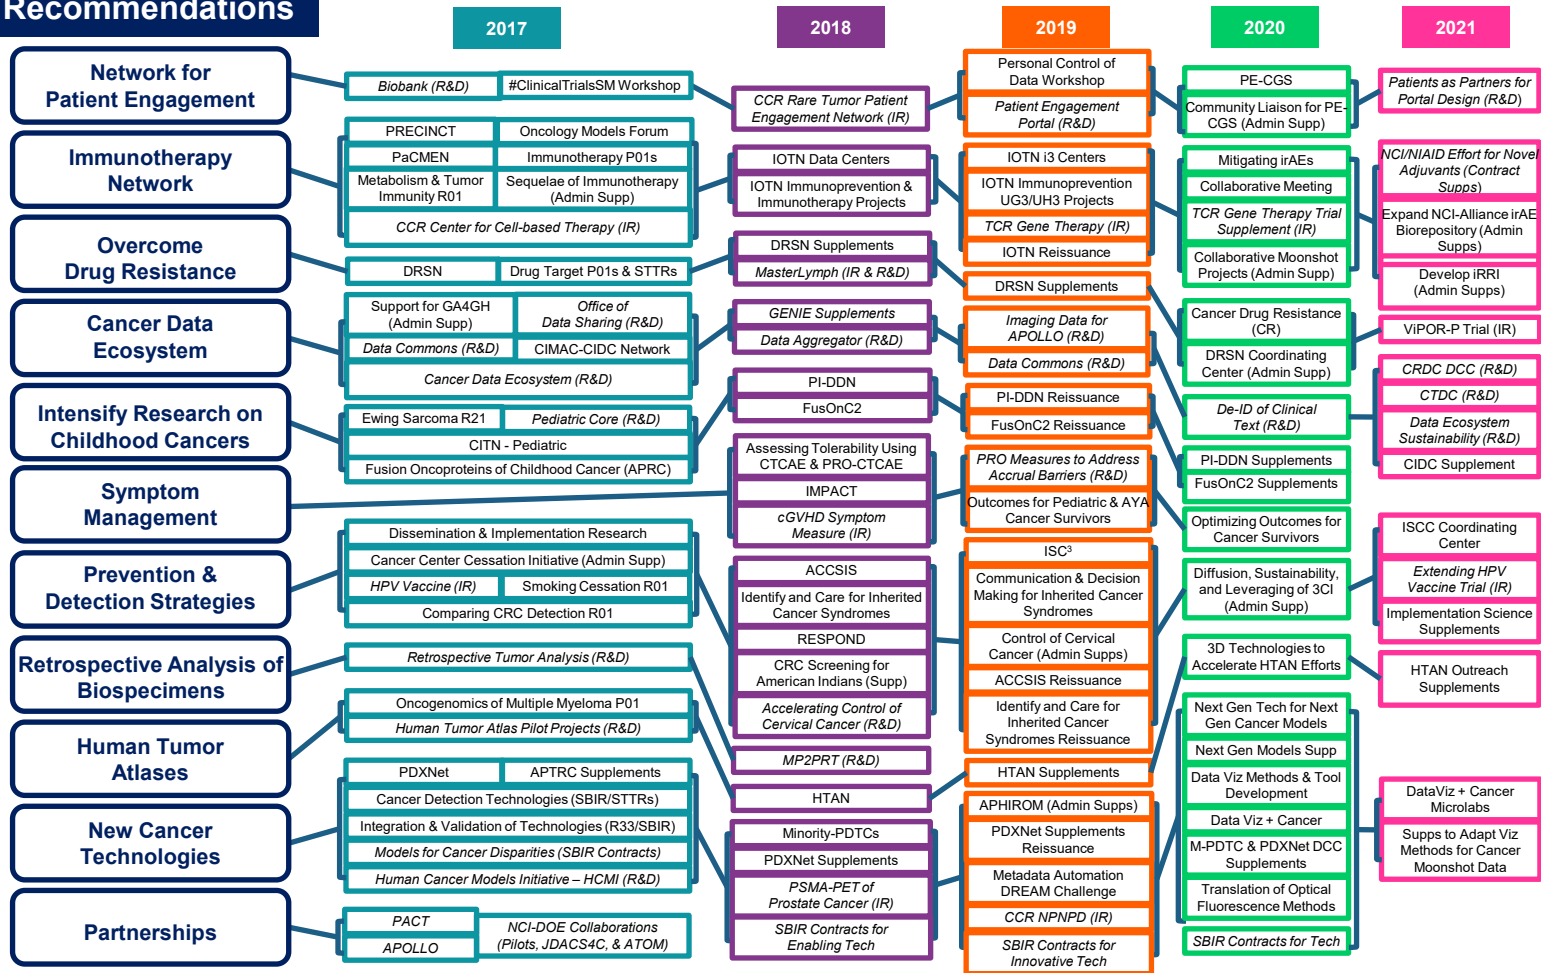 Recommendations
2017
2018
2019
2020
2021
Network for
Patient Engagement
Immunotherapy
Network
Overcome
Drug Resistance
Cancer Data
Ecosystem
Intensify Research on
Childhood Cancers
Symptom
Management
Prevention &
Detection Strategies
Retrospective Analysis of
Biospecimens
Human Tumor
Atlases
New Cancer
Technologies
Partnerships
Biobank (R&D)
#ClinicalTrialsSM Workshop
PRECINCT
Oncology Models Forum
PaCMEN
Immunotherapy P01s
Metabolism & Tumor
Immunity R01
Sequelae of Immunotherapy
(Admin Supp)
CCR Center for Cell-based Therapy (IR)
DRSN
Drug Target P01s & STTRs
Support for GA4GH
(Admin Supp)
Office of
Data Sharing (R&D)
Data Commons (R&D)
CIMAC-CIDC Network
Cancer Data Ecosystem (R&D)
Ewing Sarcoma R21
Pediatric Core (R&D)
CITN - Pediatric
Fusion Oncoproteins of Childhood Cancer (APRC)
Dissemination & Implementation Research
Cancer Center Cessation Initiative (Admin Supp)
HPV Vaccine (IR)
Smoking Cessation R01
Comparing CRC Detection R01
Retrospective Tumor Analysis (R&D)
Oncogenomics of Multiple Myeloma P01
Human Tumor Atlas Pilot Projects (R&D)
PDXNet
APTRC Supplements
Cancer Detection Technologies (SBIR/STTRs)
Integration & Validation of Technologies (R33/SBIR)
Models for Cancer Disparities (SBIR Contracts)
Human Cancer Models Initiative – HCMI (R&D)
PACT
APOLLO
NCI-DOE Collaborations
(Pilots, JDACS4C, & ATOM)
CCR Rare Tumor Patient
Engagement Network (IR)
IOTN Data Centers
IOTN Immunoprevention &
Immunotherapy Projects
DRSN Supplements
MasterLymph (IR & R&D)
GENIE Supplements
Data Aggregator (R&D)
PI-DDN
FusOnC2
Assessing Tolerability Using
CTCAE & PRO-CTCAE
IMPACT
cGVHD Symptom
Measure (IR)
ACCSIS
Identify and Care for Inherited
Cancer Syndromes
RESPOND
CRC Screening for
American Indians (Supp)
Accelerating Control of
Cervical Cancer (R&D)
MP2PRT (R&D)
HTAN
Minority-PDTCs
PDXNet Supplements
PSMA-PET of
Prostate Cancer (IR)
SBIR Contracts for
Enabling Tech
Personal Control of
Data Workshop
Patient Engagement
Portal (R&D)
IOTN i3 Centers
IOTN Immunoprevention
UG3/UH3 Projects
TCR Gene Therapy (IR)
IOTN Reissuance
DRSN Supplements
Imaging Data for
APOLLO (R&D)
Data Commons (R&D)
PI-DDN Reissuance
FusOnC2 Reissuance
PRO Measures to Address
Accrual Barriers (R&D)
Outcomes for Pediatric & AYA
Cancer Survivors
ISC³
Communication & Decision
Making for Inherited Cancer
Syndromes
Control of Cervical
Cancer (Admin Supps)
ACCSIS Reissuance
Identify and Care for
Inherited Cancer
Syndromes Reissuance
HTAN Supplements
APHIROM (Admin Supps)
PDXNet Supplements
Reissuance
Metadata Automation
DREAM Challenge
CCR NPNPD (IR)
SBIR Contracts for
Innovative Tech
PE-CGS
Community Liaison for PE-
CGS (Admin Supp)
Mitigating irAEs
Collaborative Meeting
TCR Gene Therapy Trial
Supplement (IR)
Collaborative Moonshot
Projects (Admin Supp)
Cancer Drug Resistance
(CR)
DRSN Coordinating
Center (Admin Supp)
De-ID of Clinical
Text (R&D)
PI-DDN Supplements
FusOnC2 Supplements
Optimizing Outcomes for
Cancer Survivors
Diffusion, Sustainability,
and Leveraging of 3CI
(Admin Supp)
3D Technologies to
Accelerate HTAN Efforts
Next Gen Tech for Next
Gen Cancer Models
Next Gen Models Supp
Data Viz Methods & Tool
Development
Data Viz + Cancer
M-PDTC & PDXNet DCC
Supplements
Translation of Optical
Fluorescence Methods
SBIR Contracts for Tech
Patients as Partners for
Portal Design (R&D)
NCI/NIAID Effort for Novel
Adjuvants (Contract
Supps)
Expand NCI-Alliance irAE
Biorepository (Admin
Supps)
Develop iRRI
(Admin Supps)
ViPOR-P Trial (IR)
CRDC DCC (R&D)
CTDC (R&D)
Data Ecosystem
Sustainability (R&D)
CIDC Supplement
ISCC Coordinating
Center
Extending HPV
Vaccine Trial (IR)
Implementation Science
Supplements
HTAN Outreach
Supplements
DataViz + Cancer
Microlabs
Supps to Adapt Viz
Methods for Cancer
Moonshot Data